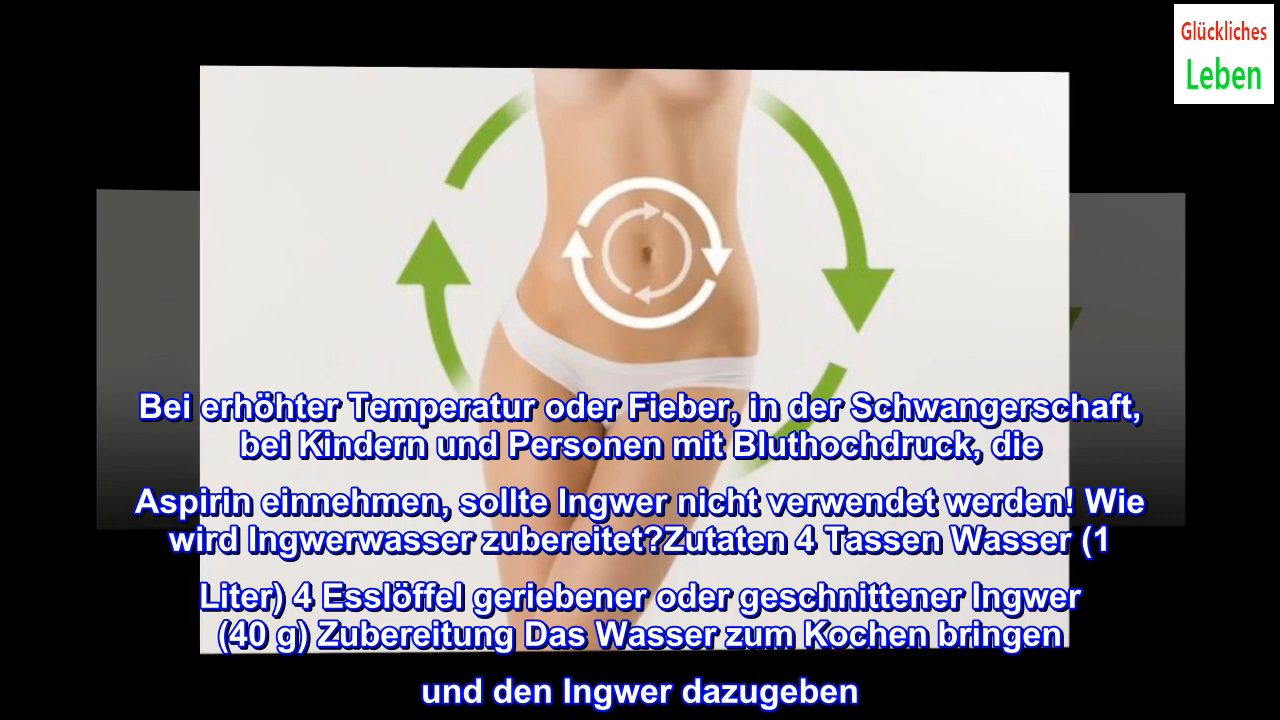 Glückliches
Leben
Bei erhöhter Temperatur oder Fieber, in der Schwangerschaft,
bei Kindern und Personen mit Bluthochdruck, die
Aspirin einnehmen, sollte Ingwer nicht verwendet werden! Wie
wird Ingwerwasser zubereitet?Zutaten 4 Tassen Wasser (1
Liter) 4 Esslöffel geriebener oder geschnittener Ingwer
(40 g) Zubereitung Das Wasser zum Kochen bringen
und den Ingwer dazugeben